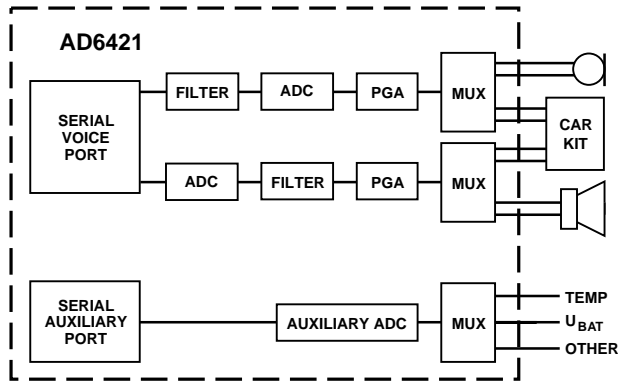 AD6421
SERIAL
VOICE
PORT
FILTER
ADC
PGA
MUX
CAR
KIT
ADC
FILTER
PGA
MUX
SERIAL
AUXILIARY
PORT
AUXILIARY ADC
MUX
TEMP
UBAT
OTHER